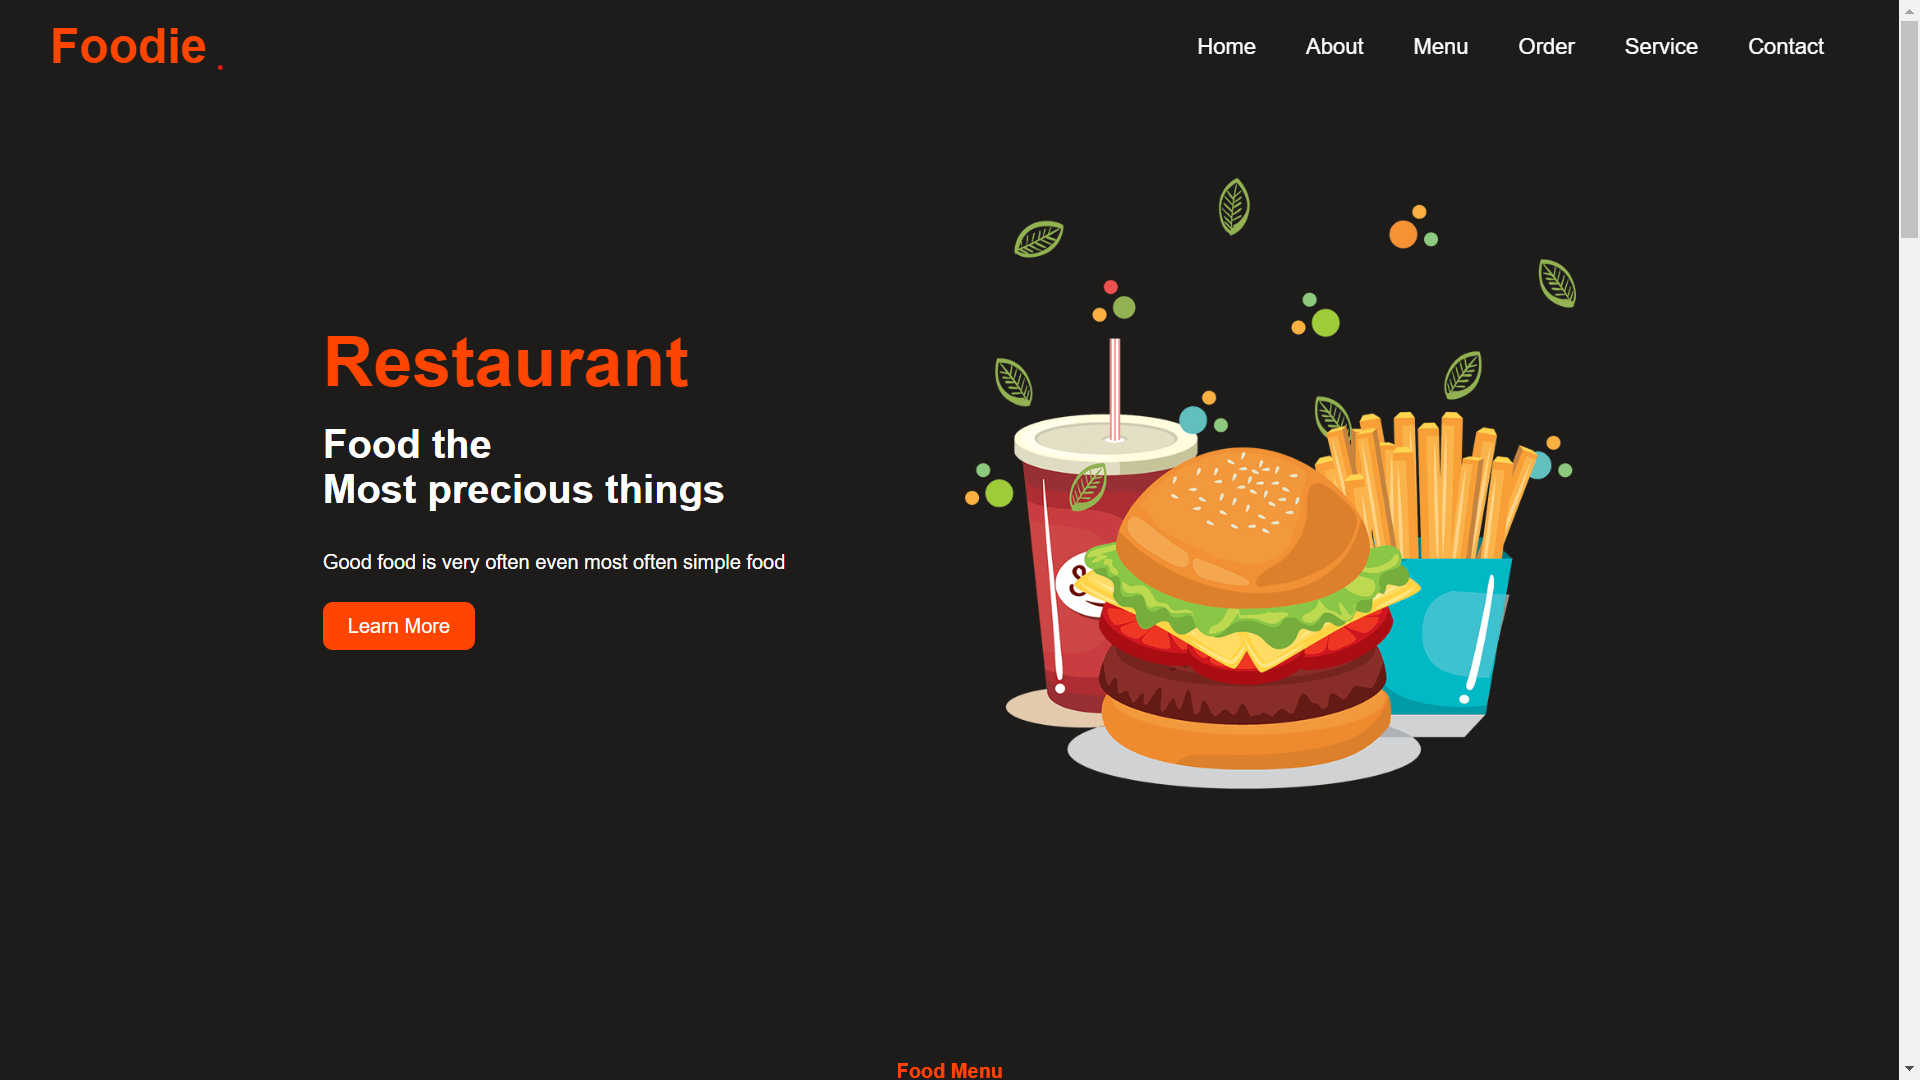 Foodie .
Home
About
Menu
Order
Service
Contact
Restaurant
Food the
Most precious things
Good food is very often even most often simple food
Learn More
Food Menu